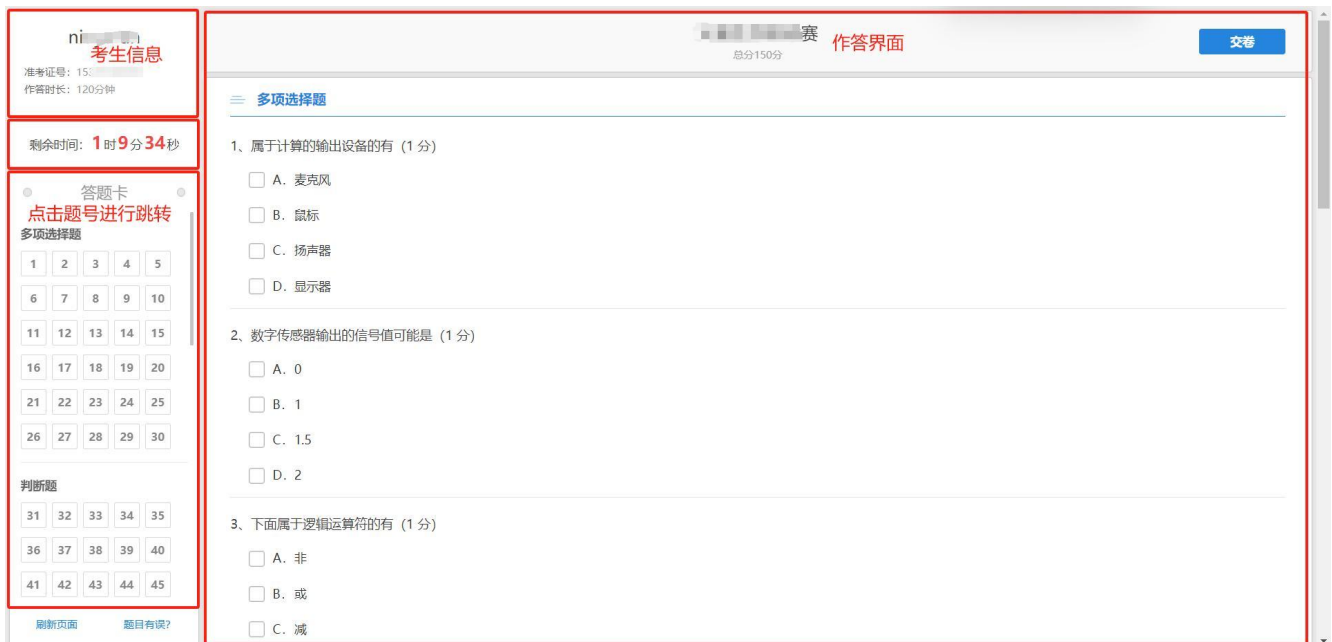 考生信息
准考证号：15
作答时长：120分钟
剩余时间：1时9分34秒
答题卡
点击题号进行跳转
多项选择题
1 2 3 4 5
6 7 8 9 10
11 12 13 14 15
16 17 18 19 20
21 22 23 24 25
26 27 28 29 30
判断题
31 32 33 34 35
36 37 38 39 40
41 42 43 44 45
刷新页面 题目有误?
赛 作答界面
总分150分
交卷
多项选择题
1、属于计算的输出设备的有（1 分）
A. 麦克风
B. 鼠标
C. 扬声器
D. 显示器
2、数字传感器输出的信号值可能是（1 分）
A. 0
B. 1
C. 1.5
D. 2
3、下面属于逻辑运算符的有（1 分）
A. 非
B. 或
C. 减